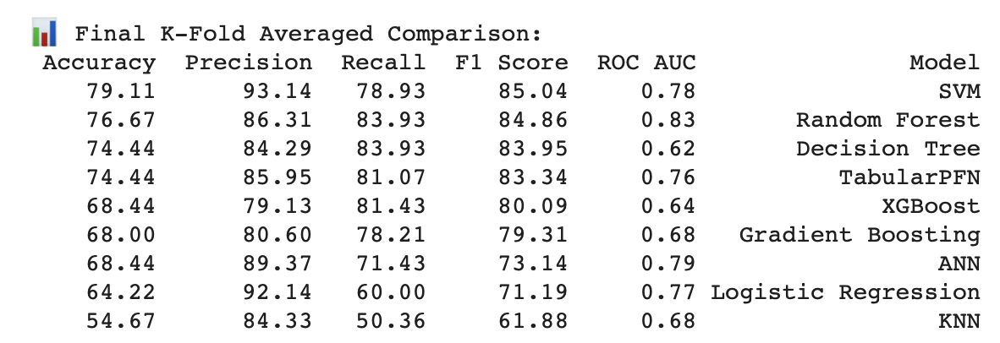 📊 Final K-Fold Averaged Comparison:
Accuracy Precision Recall F1 Score ROC AUC Model
79.11 93.14 78.93 85.04 0.78 SVM
76.67 86.31 83.93 84.86 0.83 Random Forest
74.44 84.29 83.93 83.95 0.62 Decision Tree
74.44 85.95 81.07 83.34 0.76 TabularPFN
68.44 79.13 81.43 80.09 0.64 XGBoost
68.00 80.60 78.21 79.31 0.68 Gradient Boosting
68.44 89.37 71.43 73.14 0.79 ANN
64.22 92.14 60.00 71.19 0.77 Logistic Regression
54.67 84.33 50.36 61.88 0.68 KNN